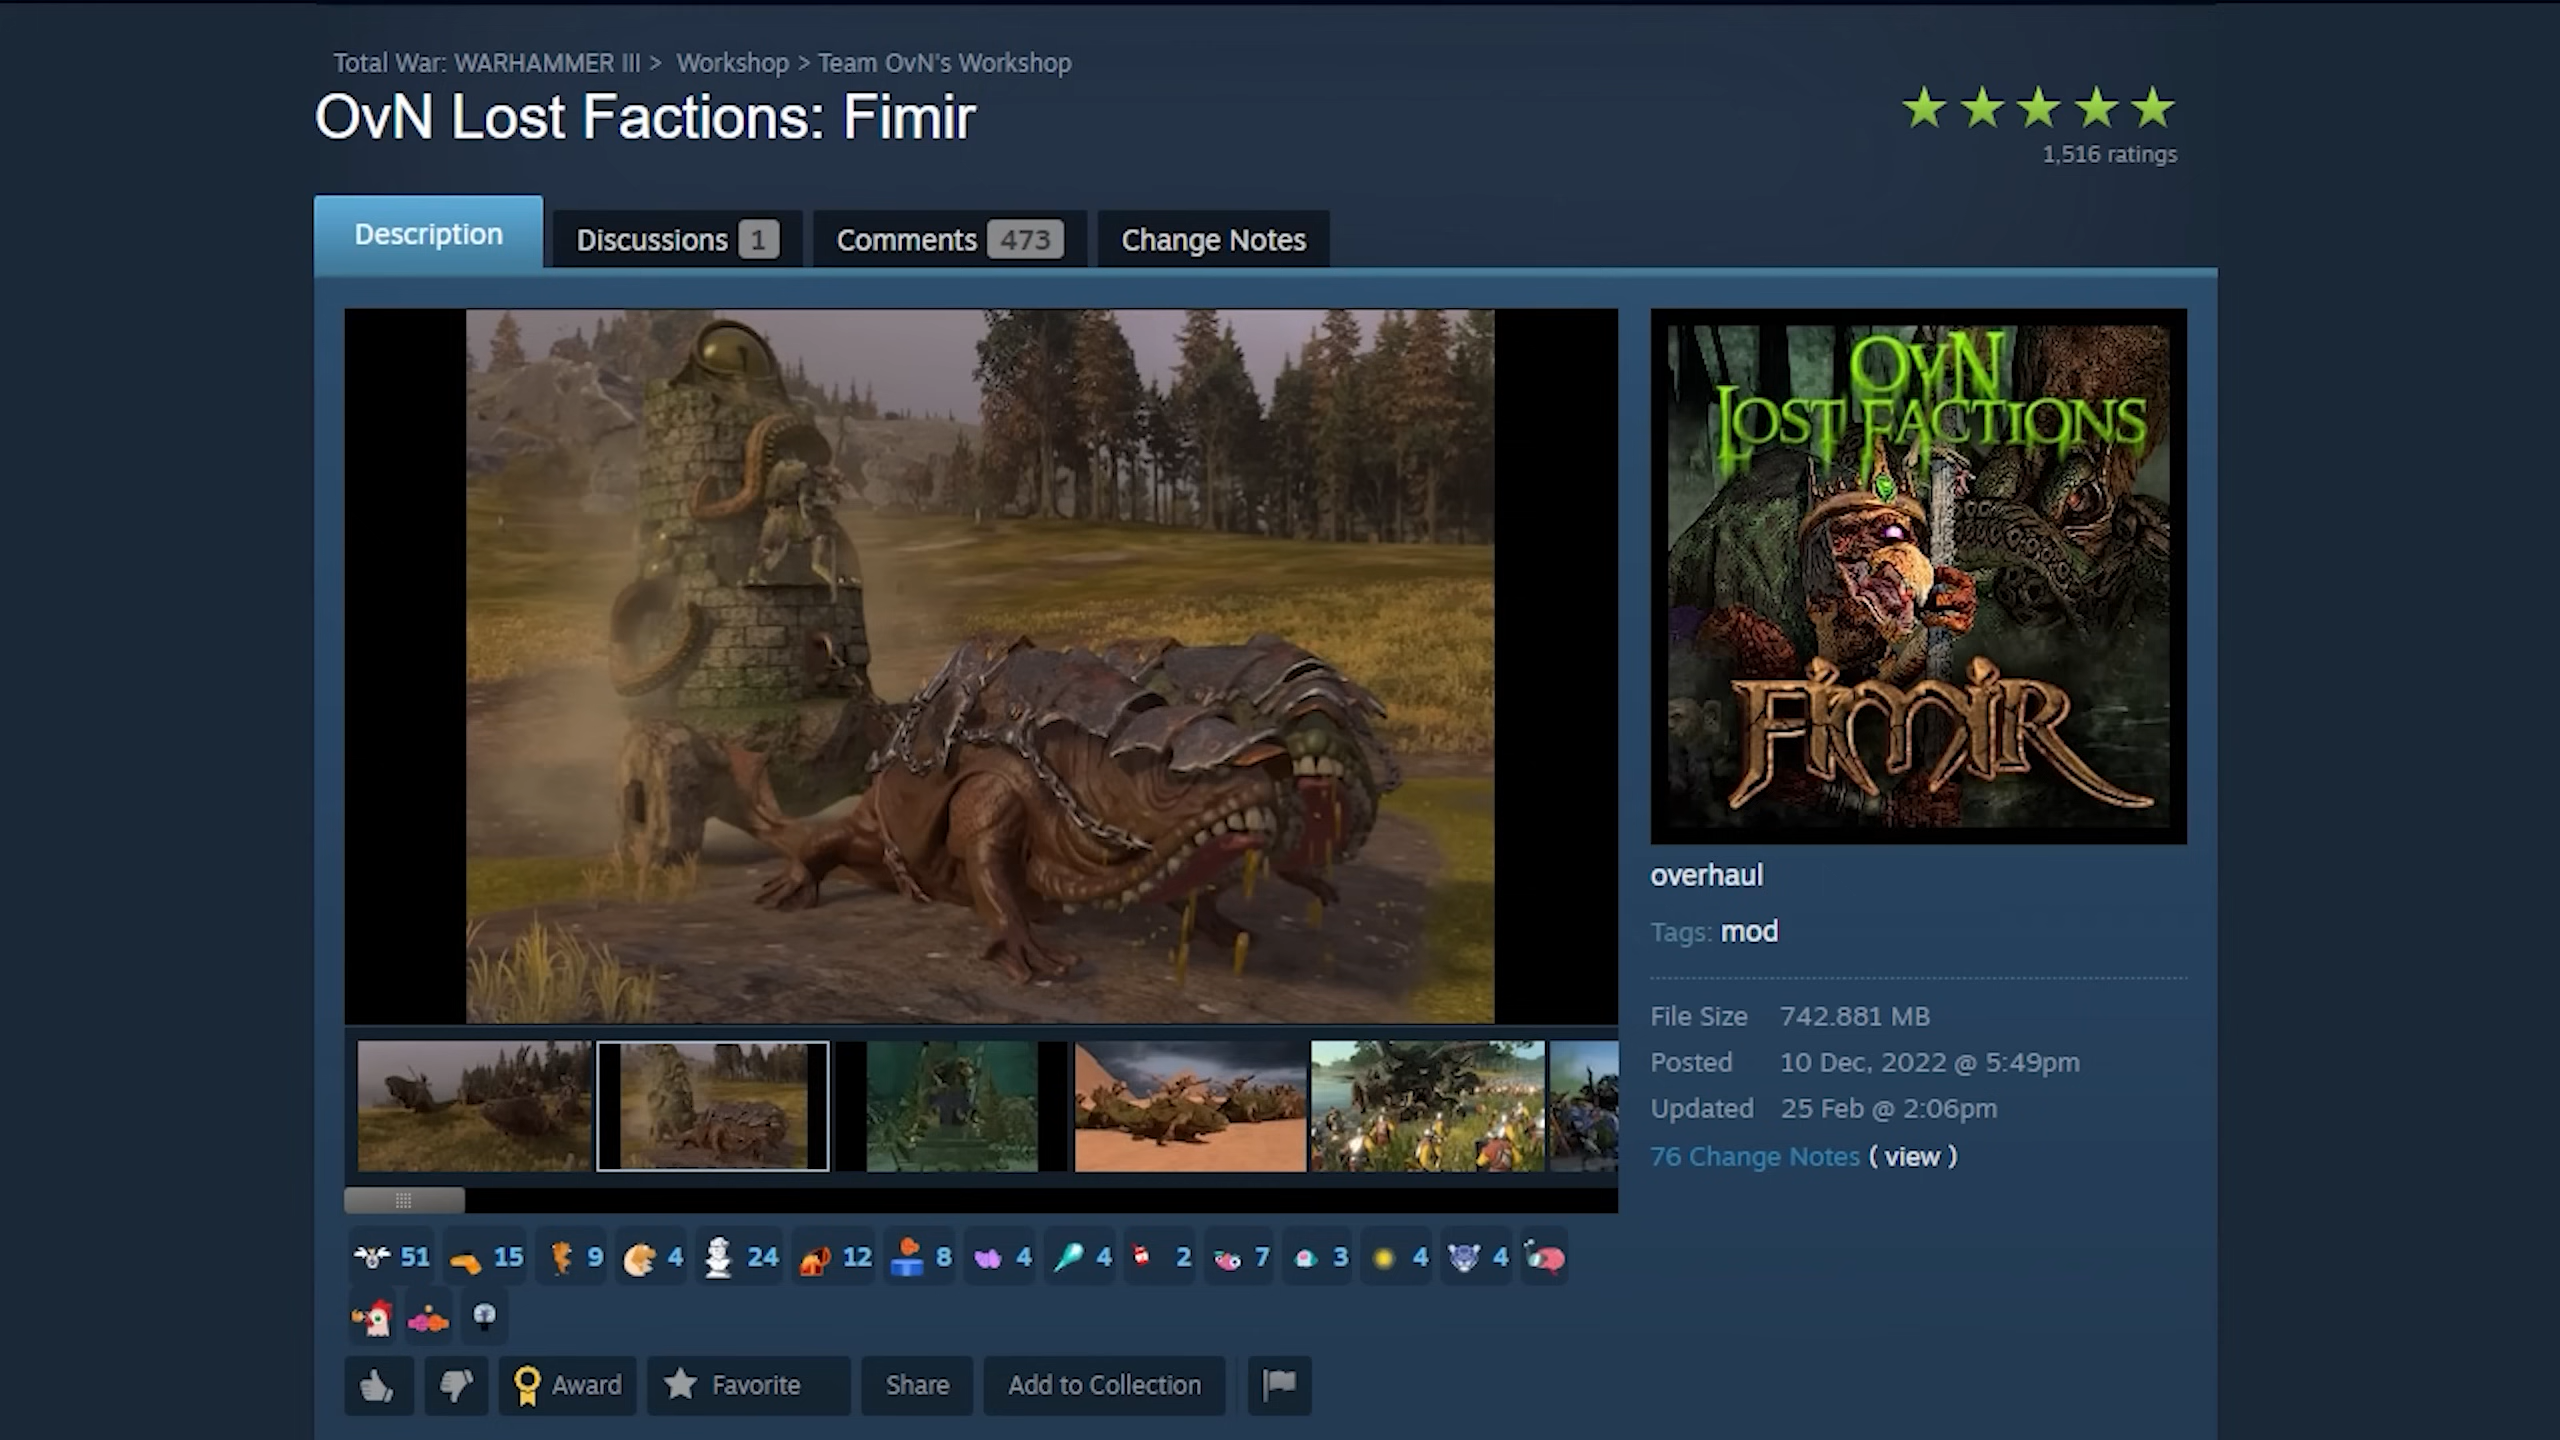 Total War: WARHAMMER III > Workshop > Team OvN's Workshop
OvN Lost Factions: Fimir
1,516 ratings
Description
Discussions 1
Comments 473
Change Notes
OvN
Lost Factions
Fimir
overhaul
Tags: mod
File Size 742.881 MB
Posted 10 Dec, 2022 @ 5:49pm
Updated 25 Feb @ 2:06pm
76 Change Notes ( view )
51 15 9 4 24 12 8 4 4 2 7 3 4 4
Award
Favorite
Share
Add to Collection